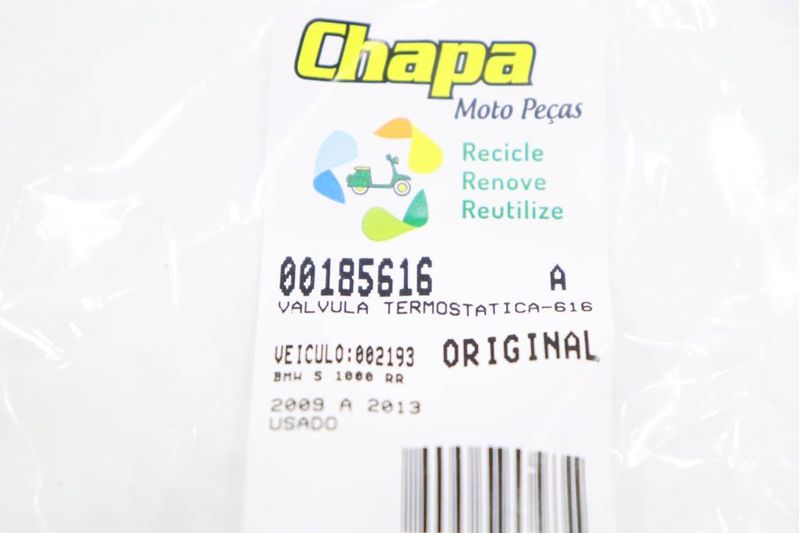 Chapa
Moto Peças
Recicle
Renove
Reutilize
00185616 A
VALVULA TERMOSTATICA-616
VEICULO:002193 ORIGINAL
BMW S 1000 RR
2009 A 2013
USADO